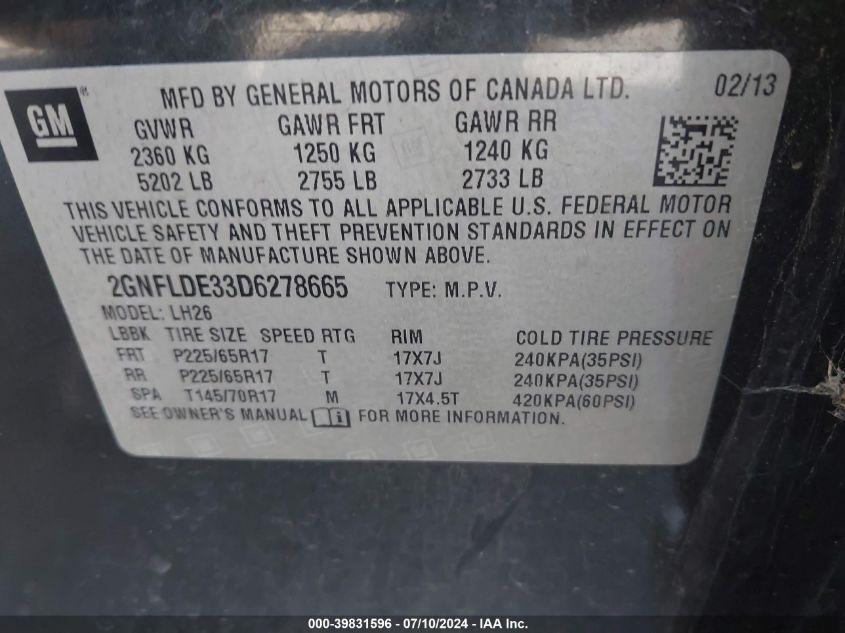 GM ® MFD BY GENERAL MOTORS OF CANADA LTD. 02/13
GVWR GAWR FRT GAWR RR
2360 KG 1250 KG 1240 KG
5202 LB 2755 LB 2733 LB
THIS VEHICLE CONFORMS TO ALL APPLICABLE U.S. FEDERAL MOTOR
VEHICLE SAFETY AND THEFT PREVENTION STANDARDS IN EFFECT ON
THE DATE OF MANUFACTURE SHOWN ABOVE.
2GNFLDE33D6278665 TYPE: M.P.V.
MODEL: LH26
LBBK TIRE SIZE SPEED RTG RIM COLD TIRE PRESSURE
FRT P225/65R17 T 17X7J 240KPA(35PSI)
RR P225/65R17 T 17X7J 240KPA(35PSI)
SPA T145/70R17 M 17X4.5T 420KPA(60PSI)
SEE OWNER'S MANUAL i FOR MORE INFORMATION.
000-39831596 - 07/10/2024 - IAA Inc.